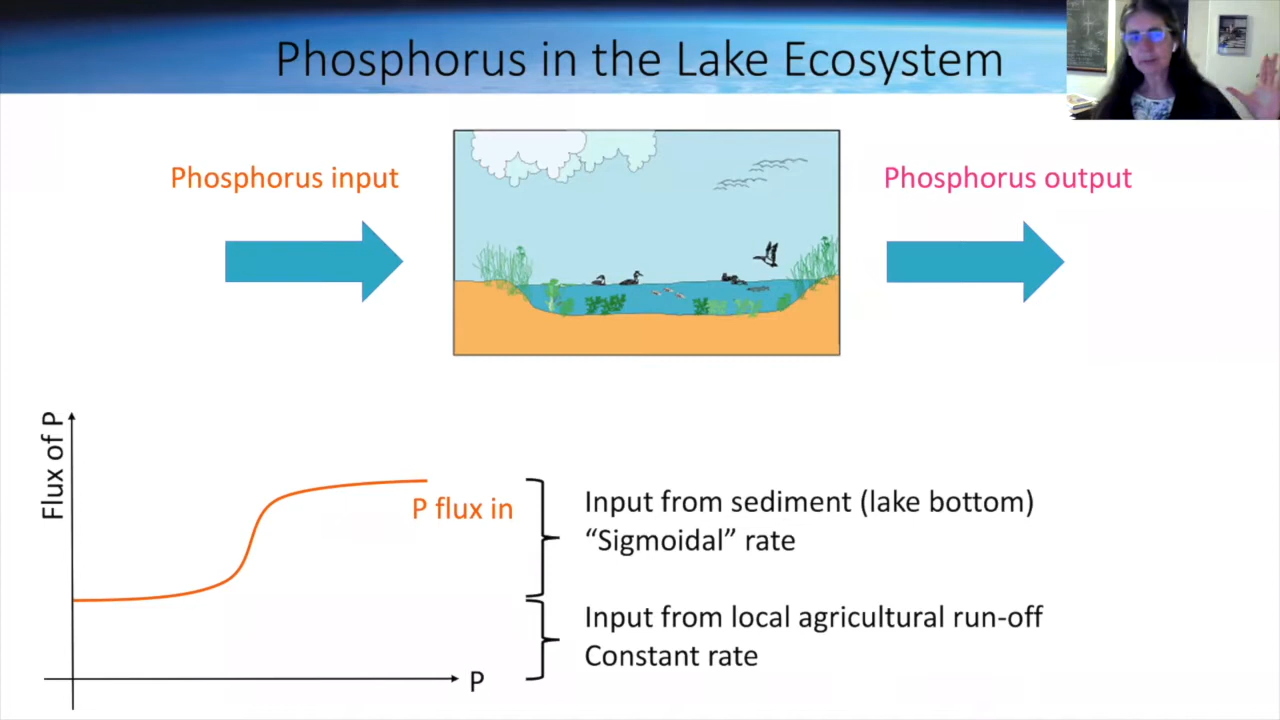 Phosphorus in the Lake Ecosystem
Phosphorus input
Phosphorus output
Flux of P
P flux in
P
Input from sediment (lake bottom)
“Sigmoidal” rate
Input from local agricultural run-off
Constant rate